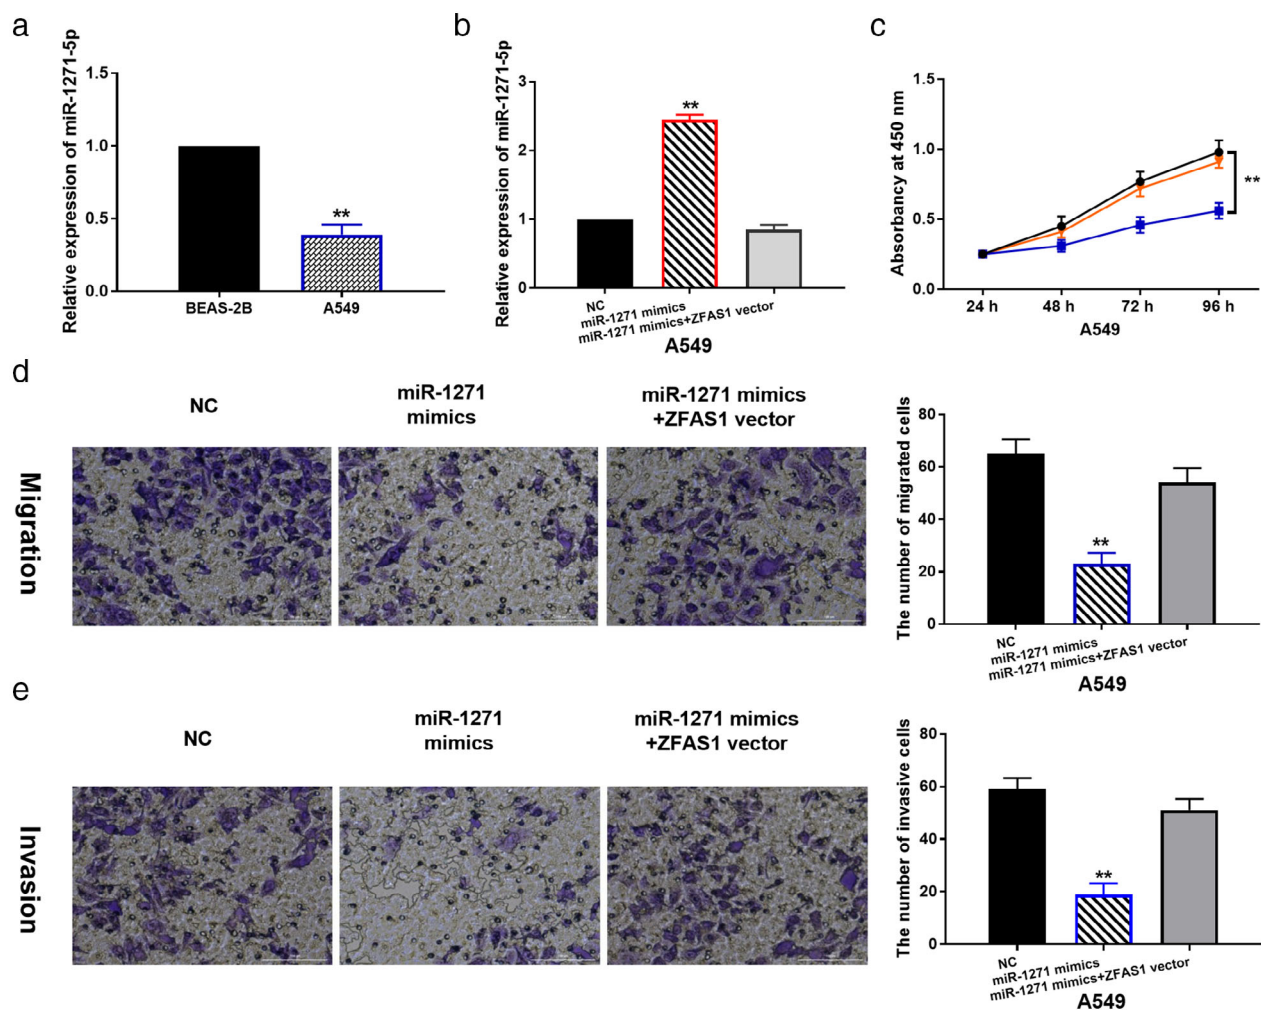 a
Relative expression of miR-1271-5p
1.5
1.0
0.5
0.0
**
BEAS-2B
A549
b
Relative expression of miR-1271-5p
3
2
1
0
**
NC
miR-1271 mimics
miR-1271 mimics+ZFAS1 vector
A549
c
Absorbancy at 450 nm
1.5
1.0
0.5
0.0
**
24 h
48 h
72 h
96 h
A549
d
Migration
NC
miR-1271
mimics
miR-1271 mimics
+ZFAS1 vector
The number of migrated cells
80
60
40
20
0
**
NC
miR-1271 mimics
miR-1271 mimics+ZFAS1 vector
A549
e
Invasion
NC
miR-1271
mimics
miR-1271 mimics
+ZFAS1 vector
The number of invasive cells
80
60
40
20
0
**
NC
miR-1271 mimics
miR-1271 mimics+ZFAS1 vector
A549